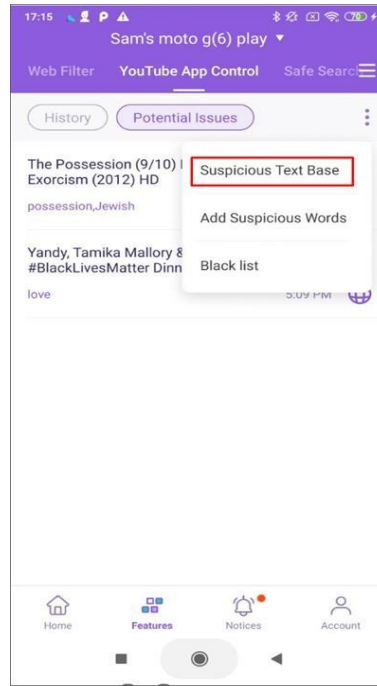 17:15
70
Sam's moto g(6) play
Web Filter YouTube App Control Safe Searc
History Potential Issues
The Possession (9/10)
Exorcism (2012) HD
possession,Jewish
Suspicious Text Base
Add Suspicious Words
Black list
Yandy, Tamika Mallory &
#BlackLivesMatter Dinn
love 5:09 PM
Home Features Notices Account